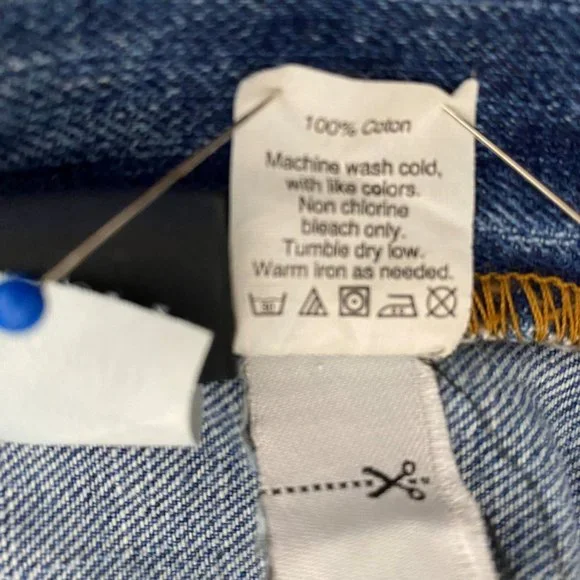 100% Coton
Machine wash cold,
with like colors.
Non chlorine
bleach only.
Tumble dry low.
Warm iron as needed.